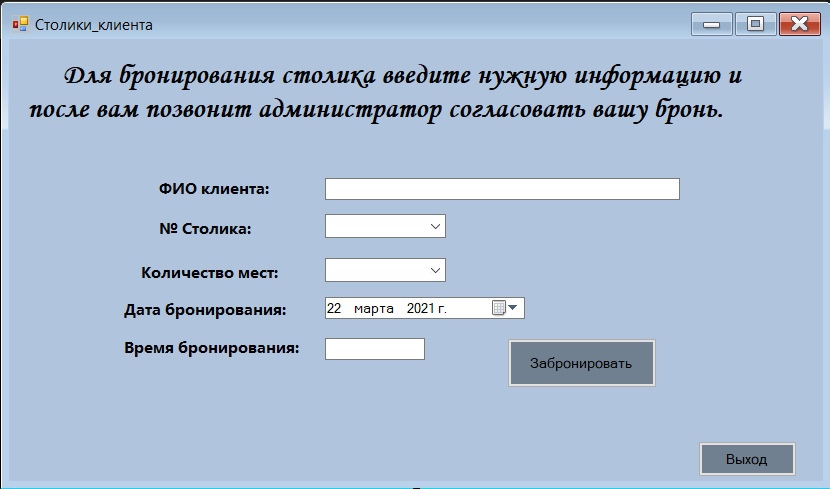 Столики_клиента
Для бронирования столика введите нужную информацию и
после вам позвонит администратор согласовать вашу бронь.
ФИО клиента:
№ Столика:
Количество мест:
Дата бронирования: 22 марта 2021 г.
Время бронирования:
Забронировать
Выход